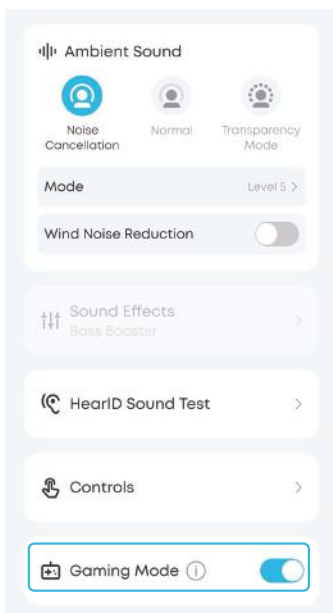 Ambient Sound
Noise
Cancellation
Normal
Transparency
Mode
Mode
Level 5 >
Wind Noise Reduction
Sound Effects
Bass Booster
HearID Sound Test
Controls
Gaming Mode